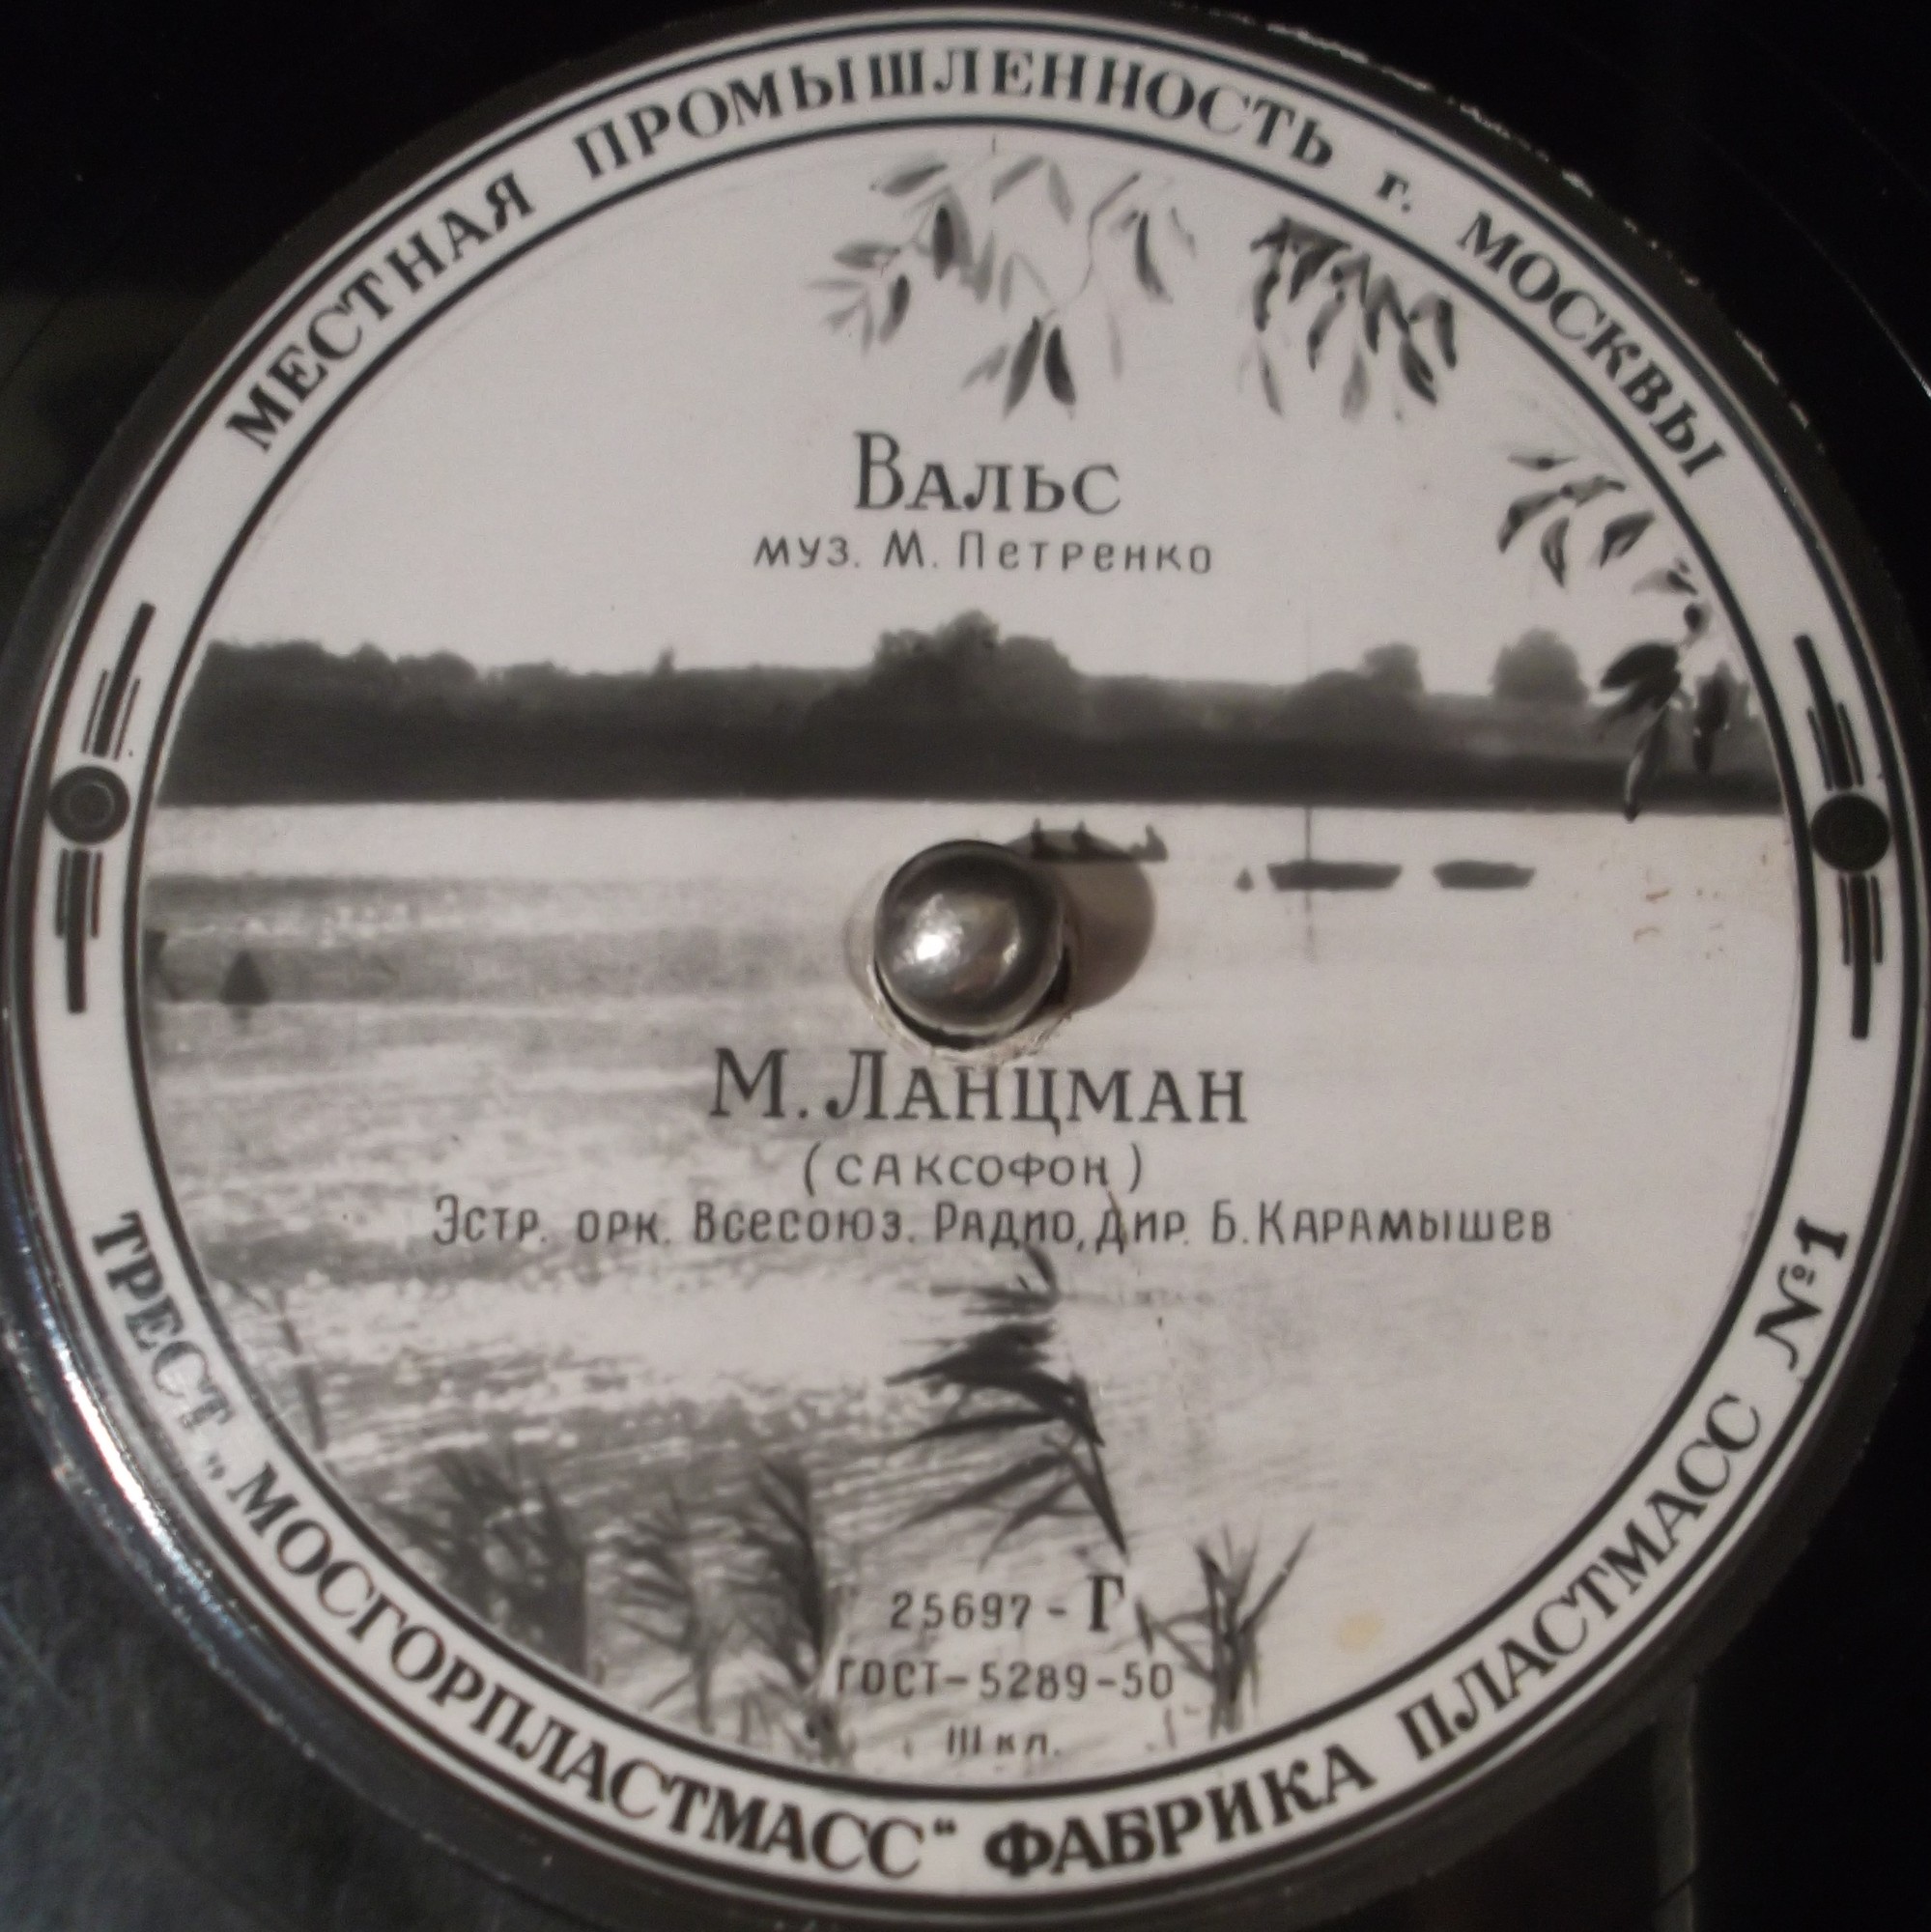 МЕСТНАЯ ПРОМЫШЛЕННОСТЬ г. МОСКВЫ
Вальс
муз. М. Петренко
М. Ланцман
(саксофон)
Эстр. орк. Всесоюз. Радио, дир. Б. Карамышев
25697-Г
ГОСТ-5289-50
III кл.
ТРЕСТ „МОСГОРПЛАСТМАСС“ ФАБРИКА ПЛАСТМАСС №1